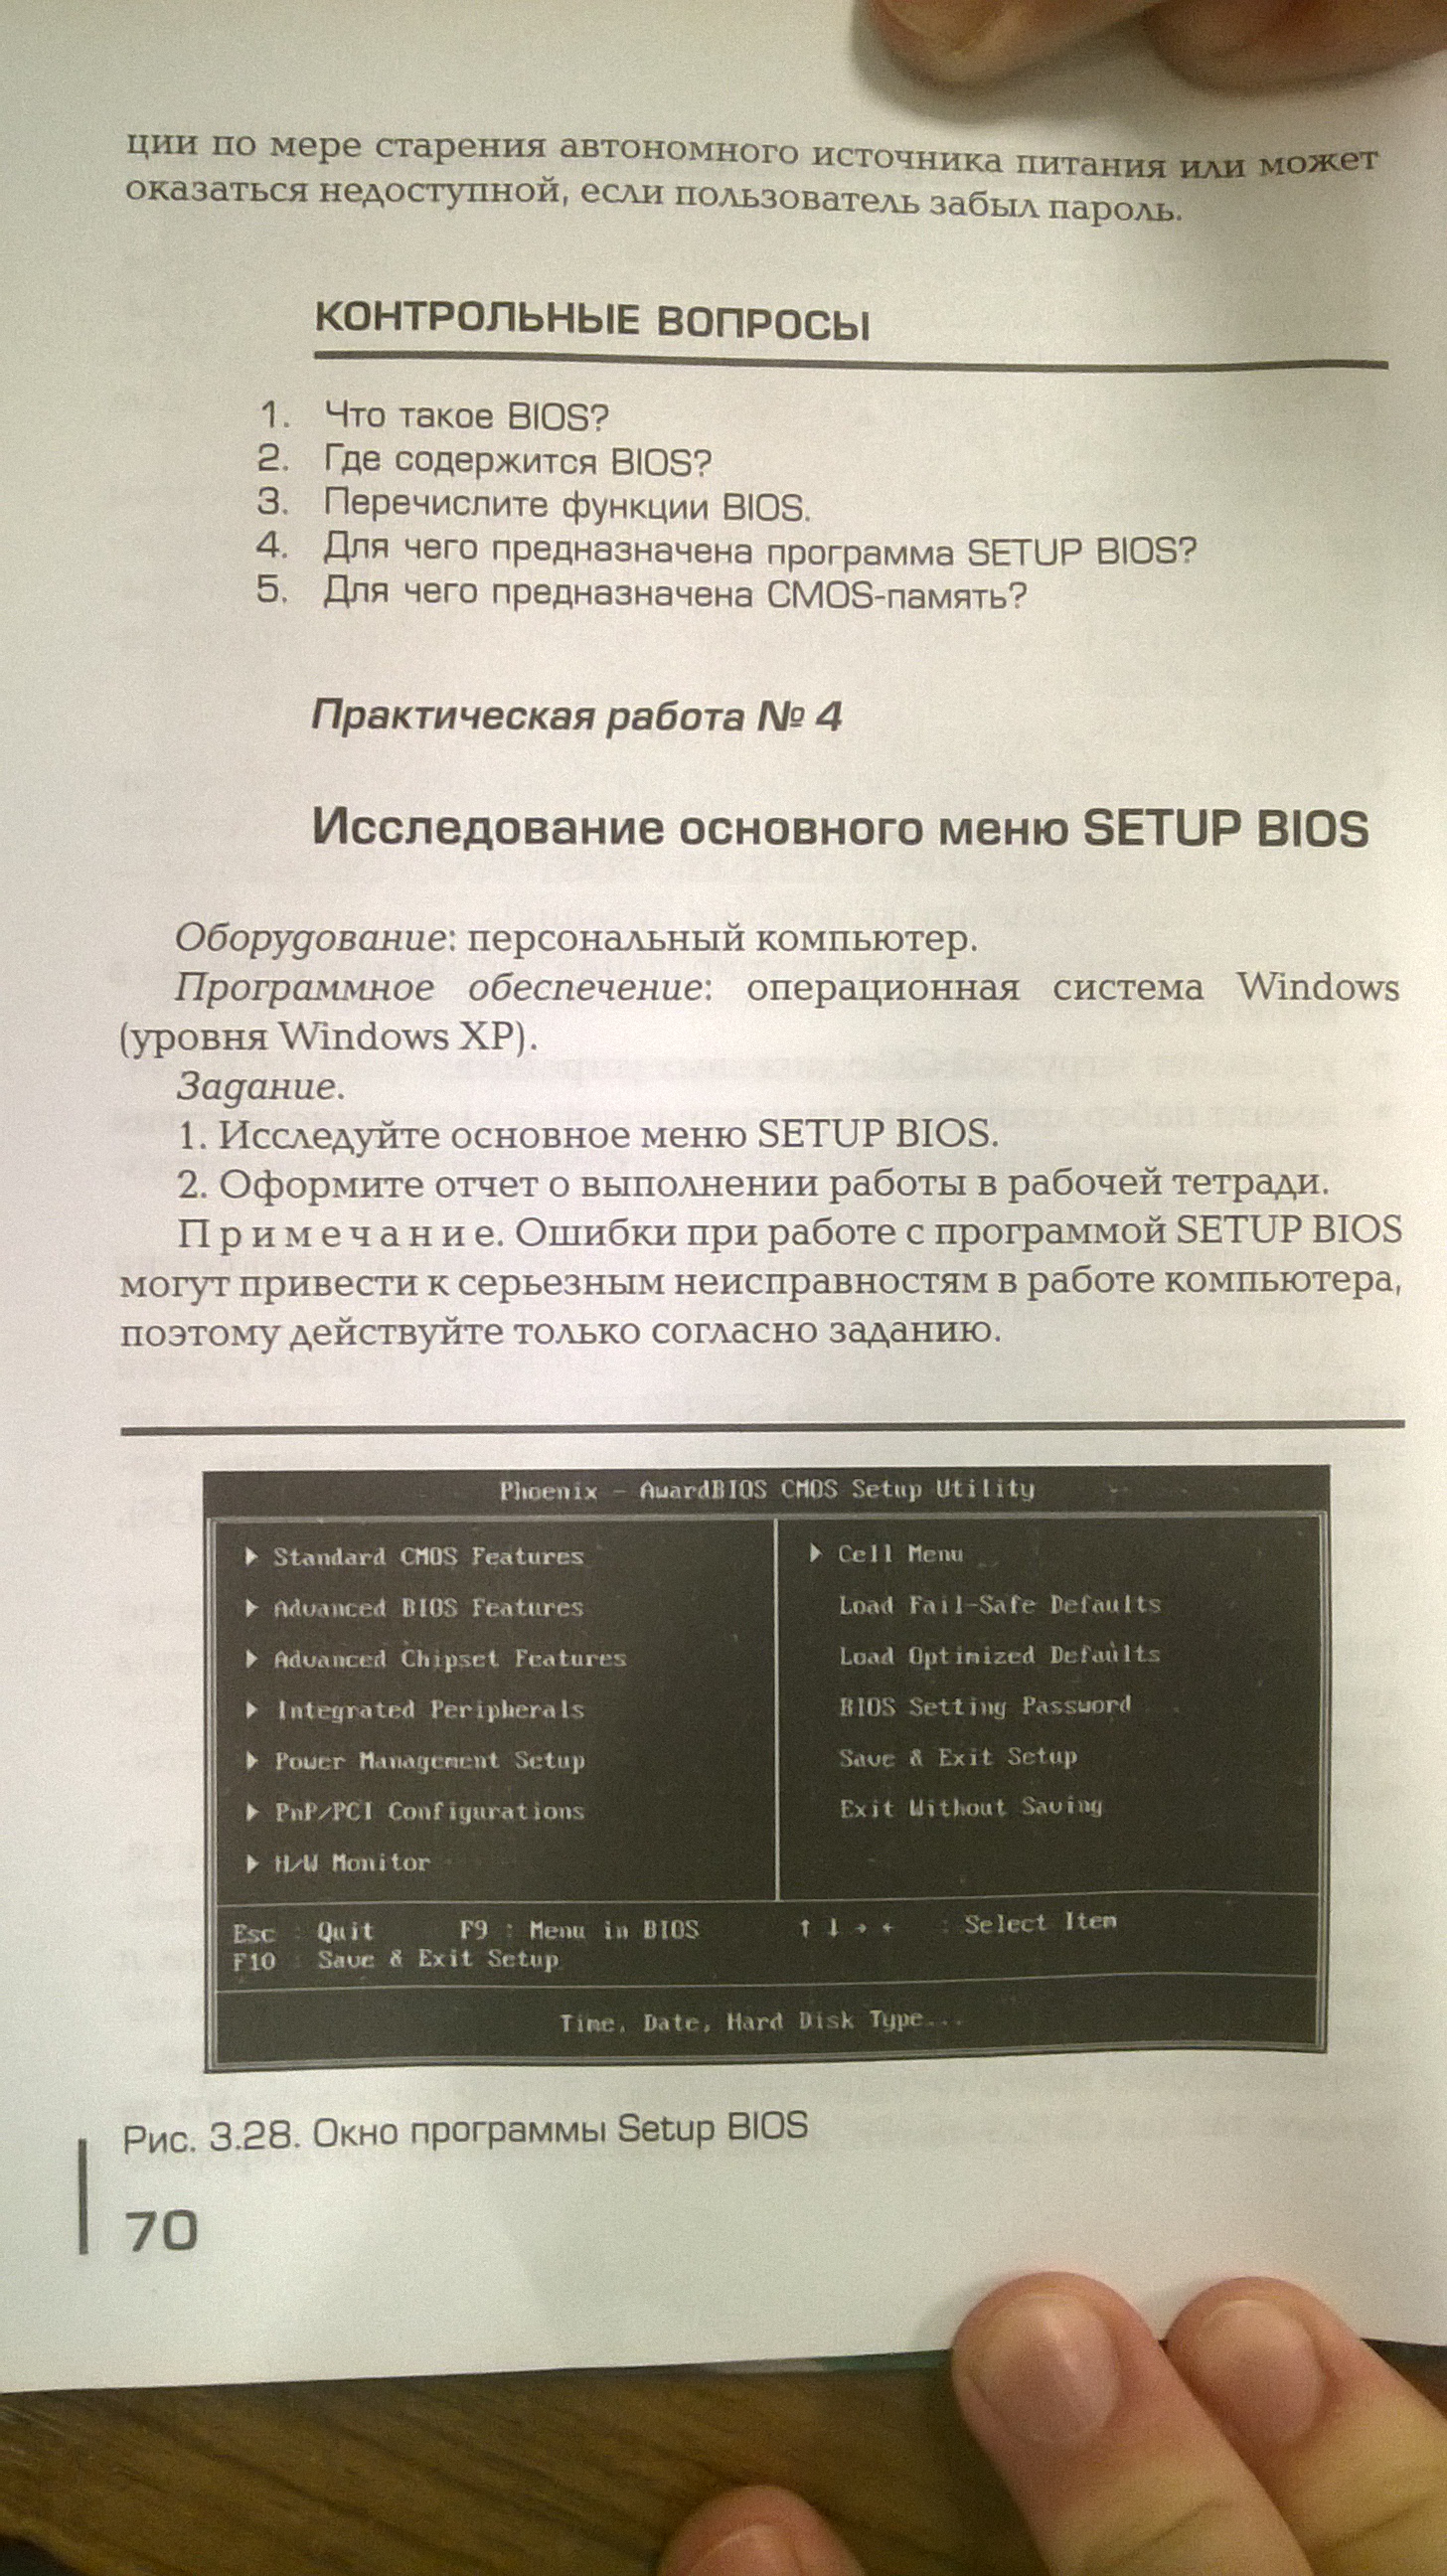 ции по мере старения автономного источника питания или может
оказаться недоступной, если пользователь забыл пароль.
КОНТРОЛЬНЫЕ ВОПРОСЫ
1. Что такое BIOS?
2. Где содержится BIOS?
3. Перечислите функции BIOS.
4. Для чего предназначена программа SETUP BIOS?
5. Для чего предназначена CMOS-память?
Практическая работа № 4
Исследование основного меню SETUP BIOS
Оборудование: персональный компьютер.
Программное обеспечение: операционная система Windows
(уровня Windows XP).
Задание.
1. Исследуйте основное меню SETUP BIOS.
2. Оформите отчет о выполнении работы в рабочей тетради.
Примечание. Ошибки при работе с программой SETUP BIOS
могут привести к серьезным неисправностям в работе компьютера,
поэтому действуйте только согласно заданию.
Phoenix - AwardBIOS CMOS Setup Utility
Standard CMOS Features
Advanced BIOS Features
Advanced Chipset Features
Integrated Peripherals
Power Management Setup
PnP/PCI Configurations
H/W Monitor
Cell Menu
Load Fail-Safe Defaults
Load Optimized Defaults
BIOS Setting Password
Save & Exit Setup
Exit Without Saving
Esc : Quit F9 : Menu in BIOS ↑ ↓ → ← : Select Item
F10 : Save & Exit Setup
Time, Date, Hard Disk Type...
Рис. 3.28. Окно программы Setup BIOS
70